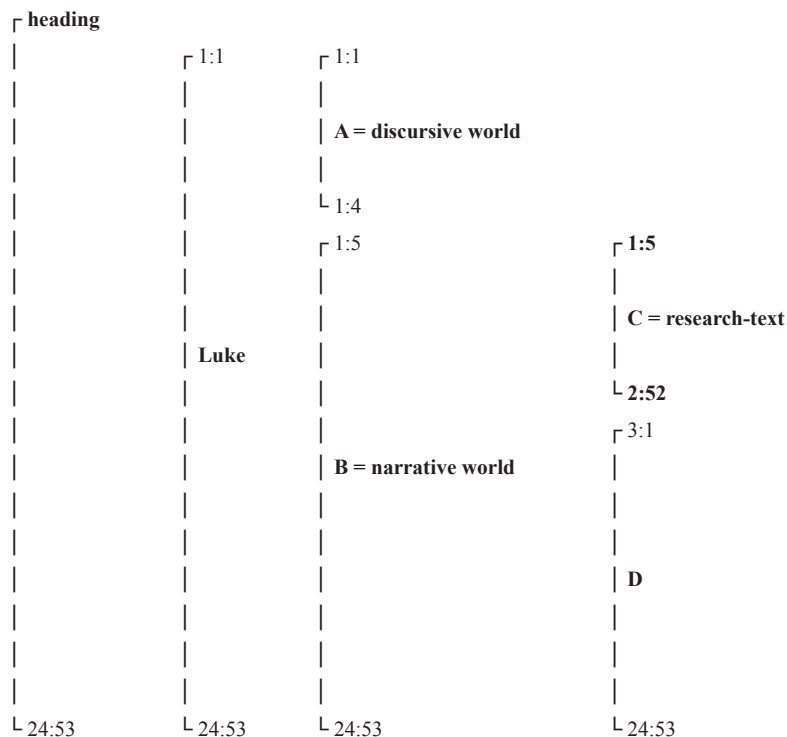 heading
1:1 1:1
A = discursive world
1:4
1:5 1:5
C = research-text
Luke
2:52
3:1
B = narrative world
D
24:53 24:53 24:53 24:53